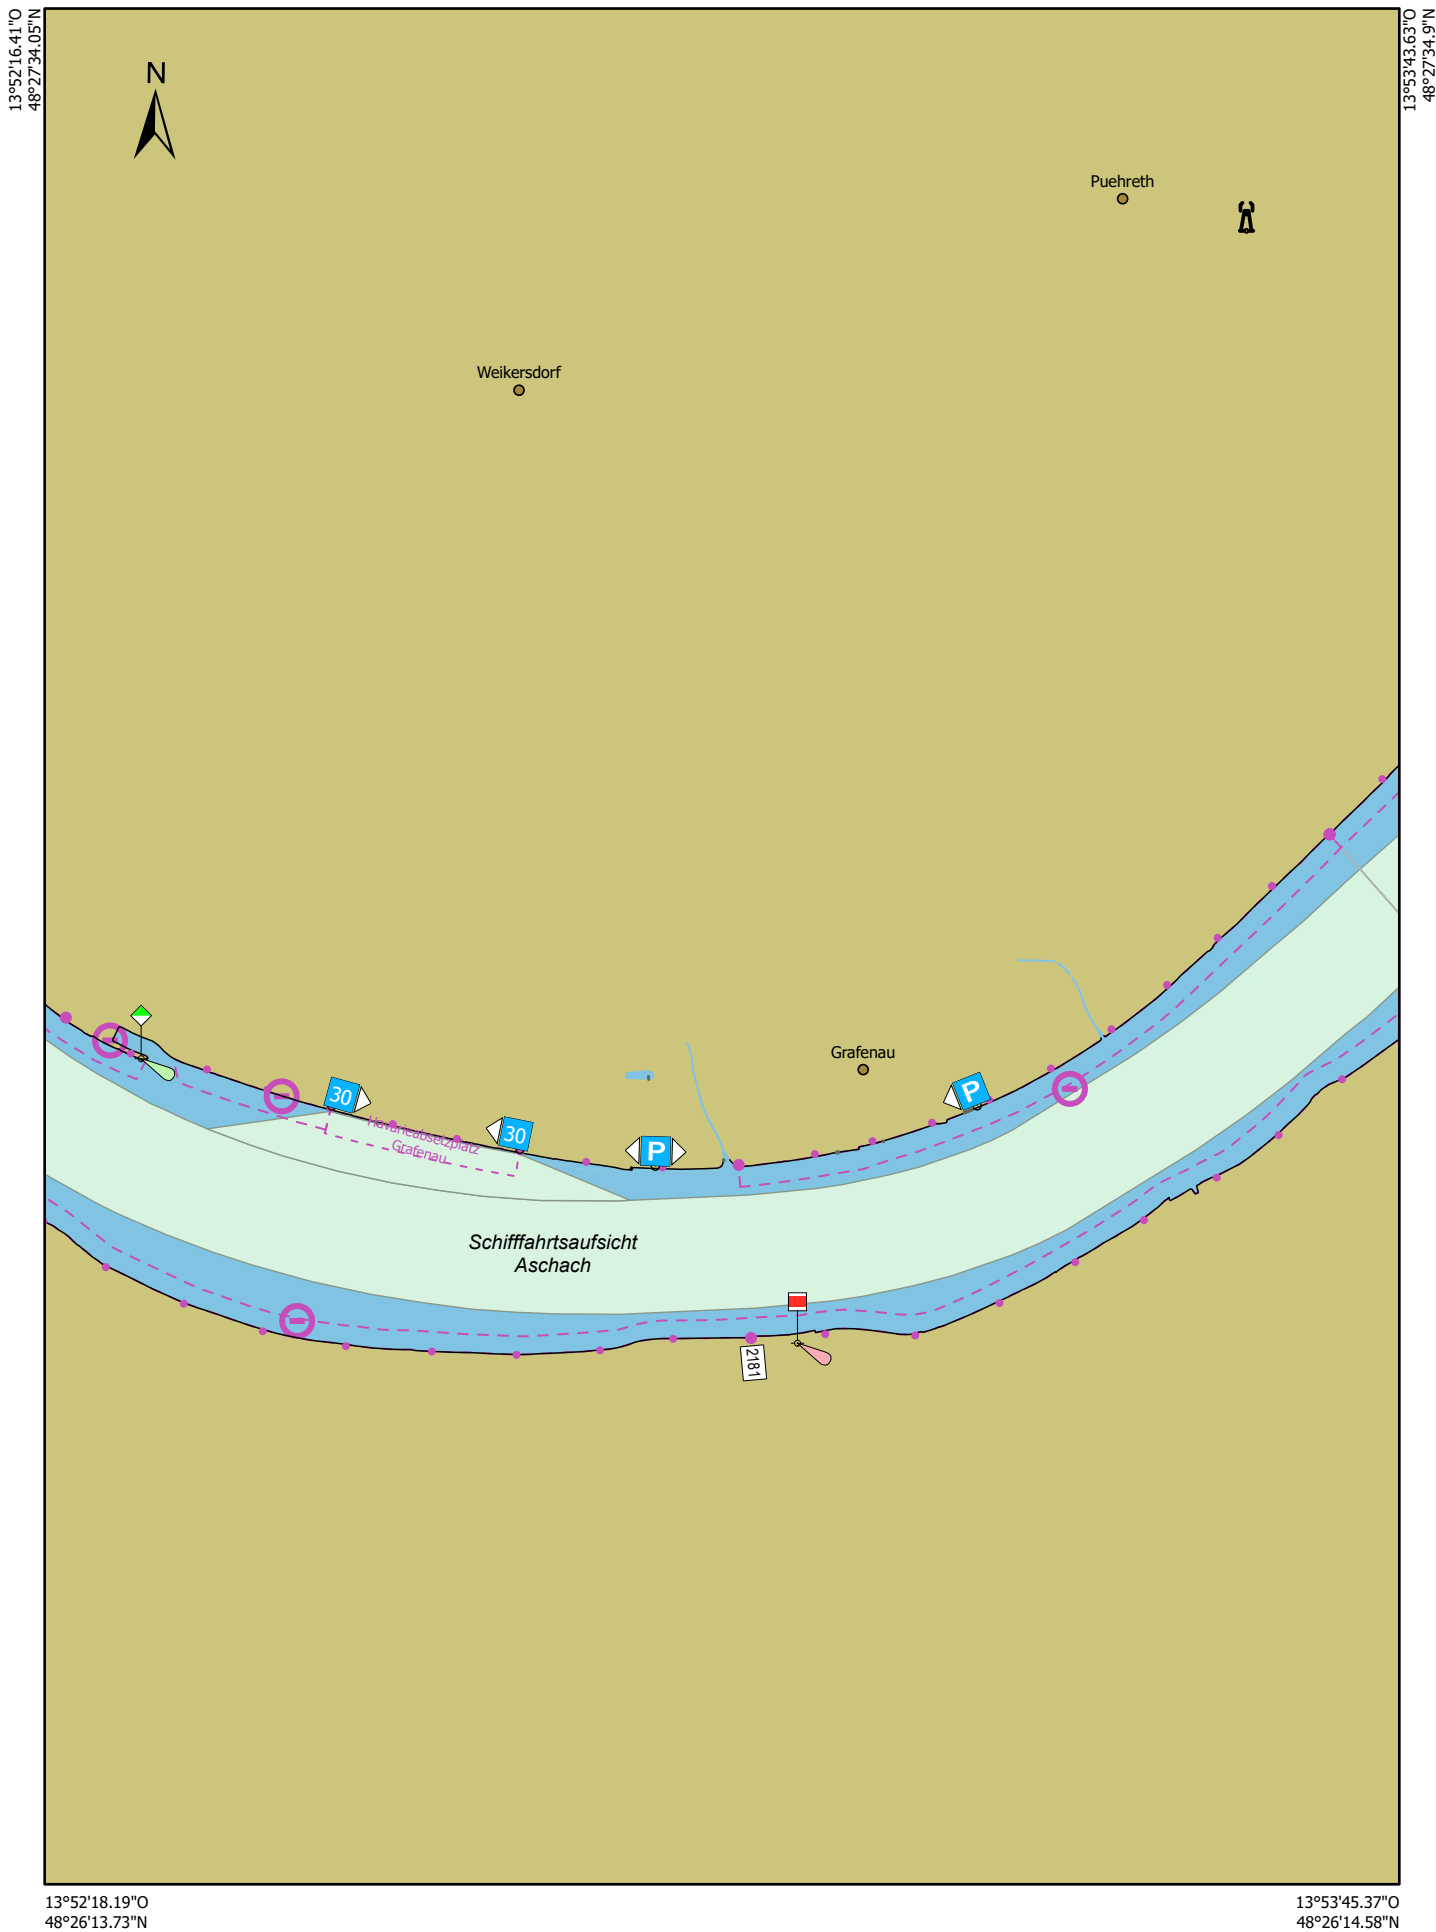 13°52'16.41"O
48°27'34.05"N
13°53'43.63"O
48°27'34.9"N
N
Puehreth
Weikersdorf
Grafenau
30
30
P
P
Havarieabsetzplatz
Grafenau
Schifffahrtsaufsicht
Aschach
2181
13°52'18.19"O
48°26'13.73"N
13°53'45.37"O
48°26'14.58"N